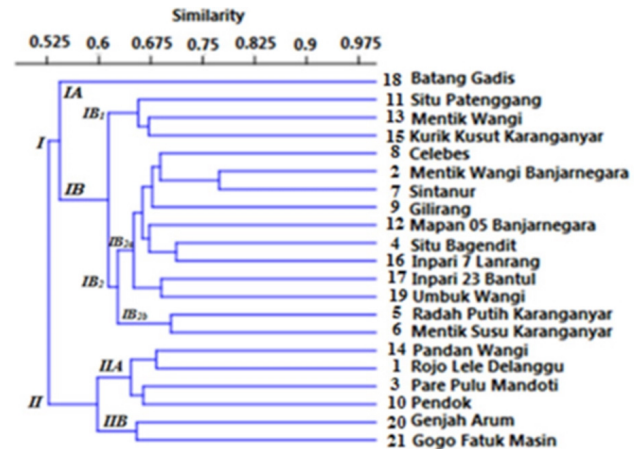 Similarity
0.525 0.6 0.675 0.75 0.825 0.9 0.975
18 Batang Gadis
IA
11 Situ Patenggang
IB1
13 Mentik Wangi
I
15 Kurik Kusut Karanganyar
8 Celebes
2 Mentik Wangi Banjarnegara
IB
7 Sintanur
9 Gilirang
12 Mapan 05 Banjarnegara
IB2a
4 Situ Bagendit
16 Inpari 7 Lanrang
IB2
17 Inpari 23 Bantul
19 Umbuk Wangi
IB2b
5 Radah Putih Karanganyar
6 Mentik Susu Karanganyar
14 Pandan Wangi
IIA
1 Rojo Lele Delanggu
3 Pare Pulu Mandoti
II
10 Pendok
IIB
20 Genjah Arum
21 Gogo Fatuk Masin